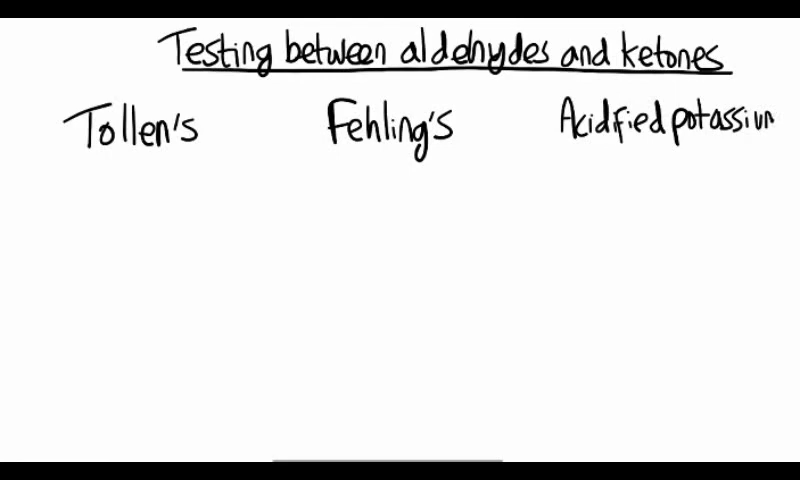 Testing between aldehydes and ketones
Tollen's Fehling's Acidified potassium